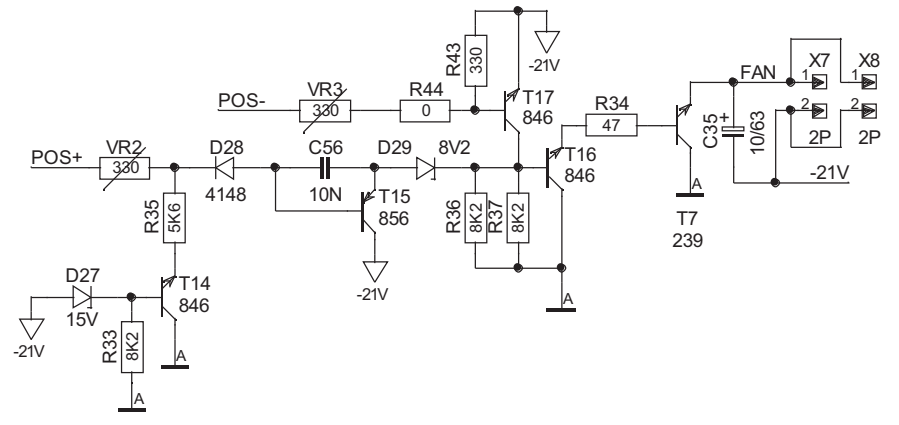 R43
330
-21V
FAN
X7
X8
1
1
POS-
VR3
330
R44
0
T17
846
R34
47
C35
+
10/63
2
2
2P
2P
POS+
VR2
330
D28
4148
C56
10N
D29
8V2
T16
846
-21V
R35
5K6
T15
856
R36
8K2
R37
8K2
A
T7
239
D27
15V
T14
846
-21V
A
-21V
R33
8K2
A
A